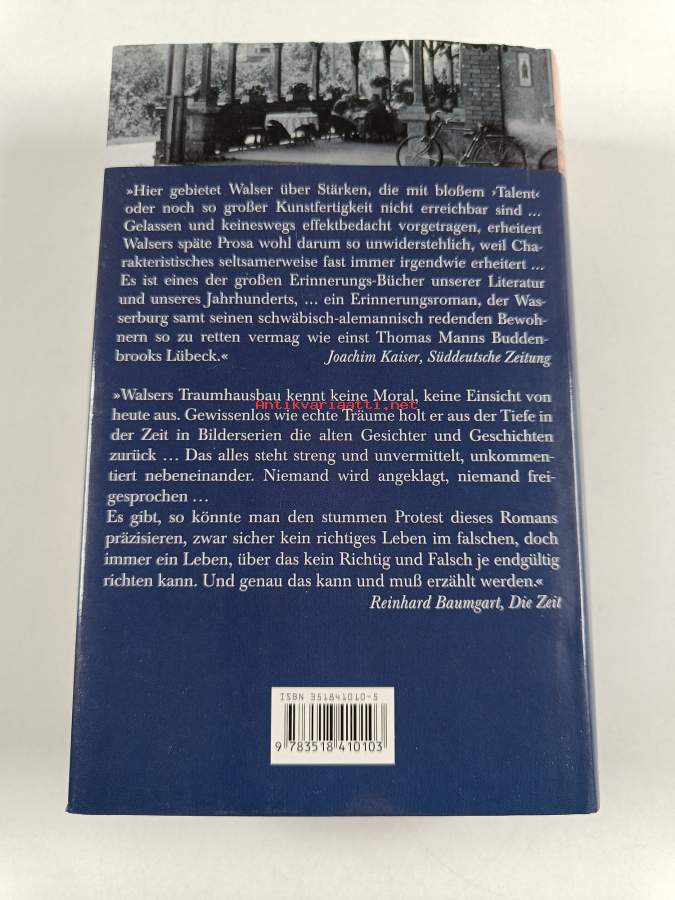 »Hier gebietet Walser über Stärken, die mit bloßem ›Talent‹
oder noch so großer Kunstfertigkeit nicht erreichbar sind ...
Gelassen und keineswegs effektbedacht vorgetragen, erheitert
Walsers späte Prosa wohl darum so unwiderstehlich, weil Cha-
rakteristisches seltsamerweise fast immer irgendwie erheitert ...
Es ist eines der großen Erinnerungs-Bücher unserer Literatur
und unseres Jahrhunderts, ... ein Erinnerungsroman, der Was-
serburg samt seinen schwäbisch-alemannisch redenden Bewoh-
nern so zu retten vermag wie einst Thomas Manns Budden-
brooks Lübeck.« Joachim Kaiser, Süddeutsche Zeitung
»Walsers Traumhausbau kennt keine Moral, keine Einsicht von
Antikvariaatti.net
heute aus. Gewissenlos wie echte Träume holt er aus der Tiefe in
der Zeit in Bilderserien die alten Gesichter und Geschichten
zurück ... Das alles steht streng und unvermittelt, unkommen-
tiert nebeneinander. Niemand wird angeklagt, niemand frei-
gesprochen ...
Es gibt, so könnte man den stummen Protest dieses Romans
präzisieren, zwar sicher kein richtiges Leben im falschen, doch
immer ein Leben, über das kein Richtig und Falsch je endgültig
richten kann. Und genau das kann und muß erzählt werden.«
Reinhard Baumgart, Die Zeit
ISBN 351841010-5
9 783518 410103